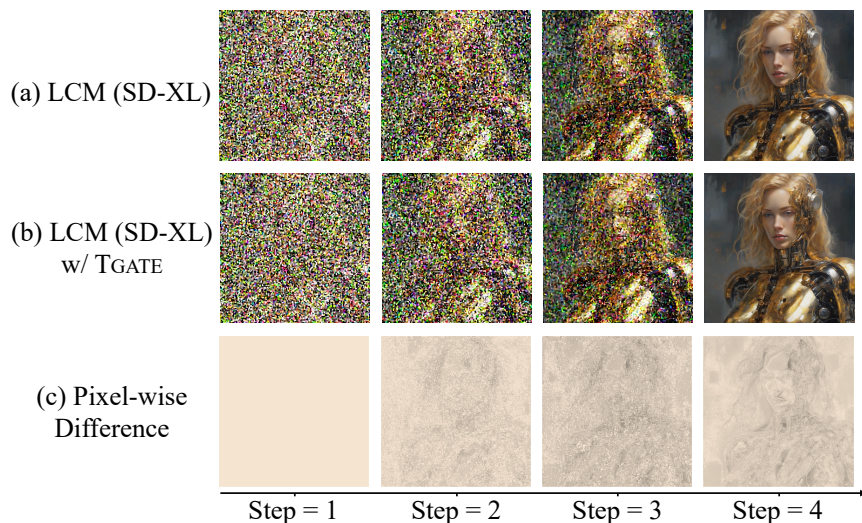 (a) LCM (SD-XL)
(b) LCM (SD-XL)
w/ TGATE
(c) Pixel-wise
Difference
Step = 1
Step = 2
Step = 3
Step = 4